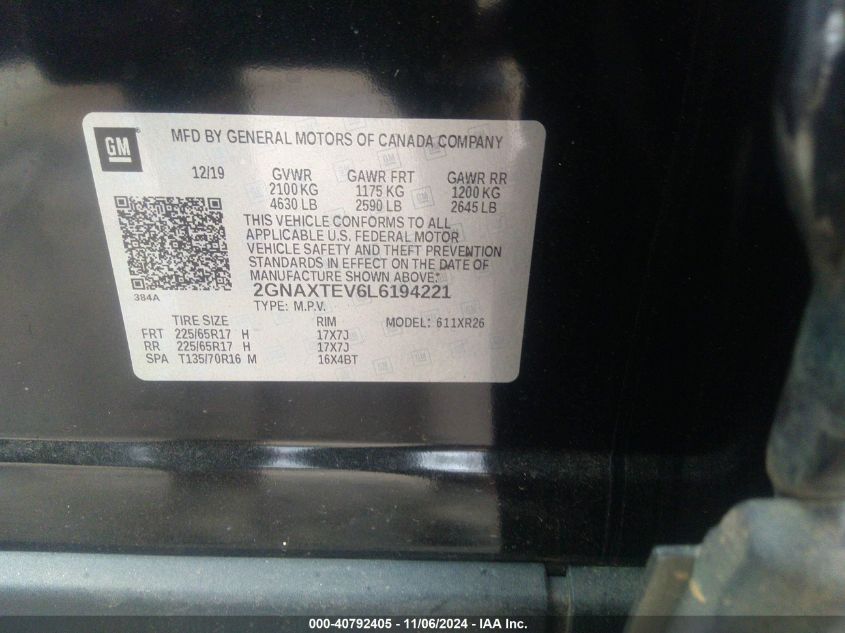 GM
MFD BY GENERAL MOTORS OF CANADA COMPANY
12/19 GVWR GAWR FRT GAWR RR
2100 KG 1175 KG 1200 KG
4630 LB 2590 LB 2645 LB
THIS VEHICLE CONFORMS TO ALL
APPLICABLE U.S. FEDERAL MOTOR
VEHICLE SAFETY AND THEFT PREVENTION
STANDARDS IN EFFECT ON THE DATE OF
MANUFACTURE SHOWN ABOVE.
384A
2GNAXTEV6L6194221
TYPE: M.P.V.
TIRE SIZE RIM MODEL: 611XR26
FRT 225/65R17 H 17X7J
RR 225/65R17 H 17X7J
SPA T135/70R16 M 16X4BT
000-40792405 - 11/06/2024 - IAA Inc.